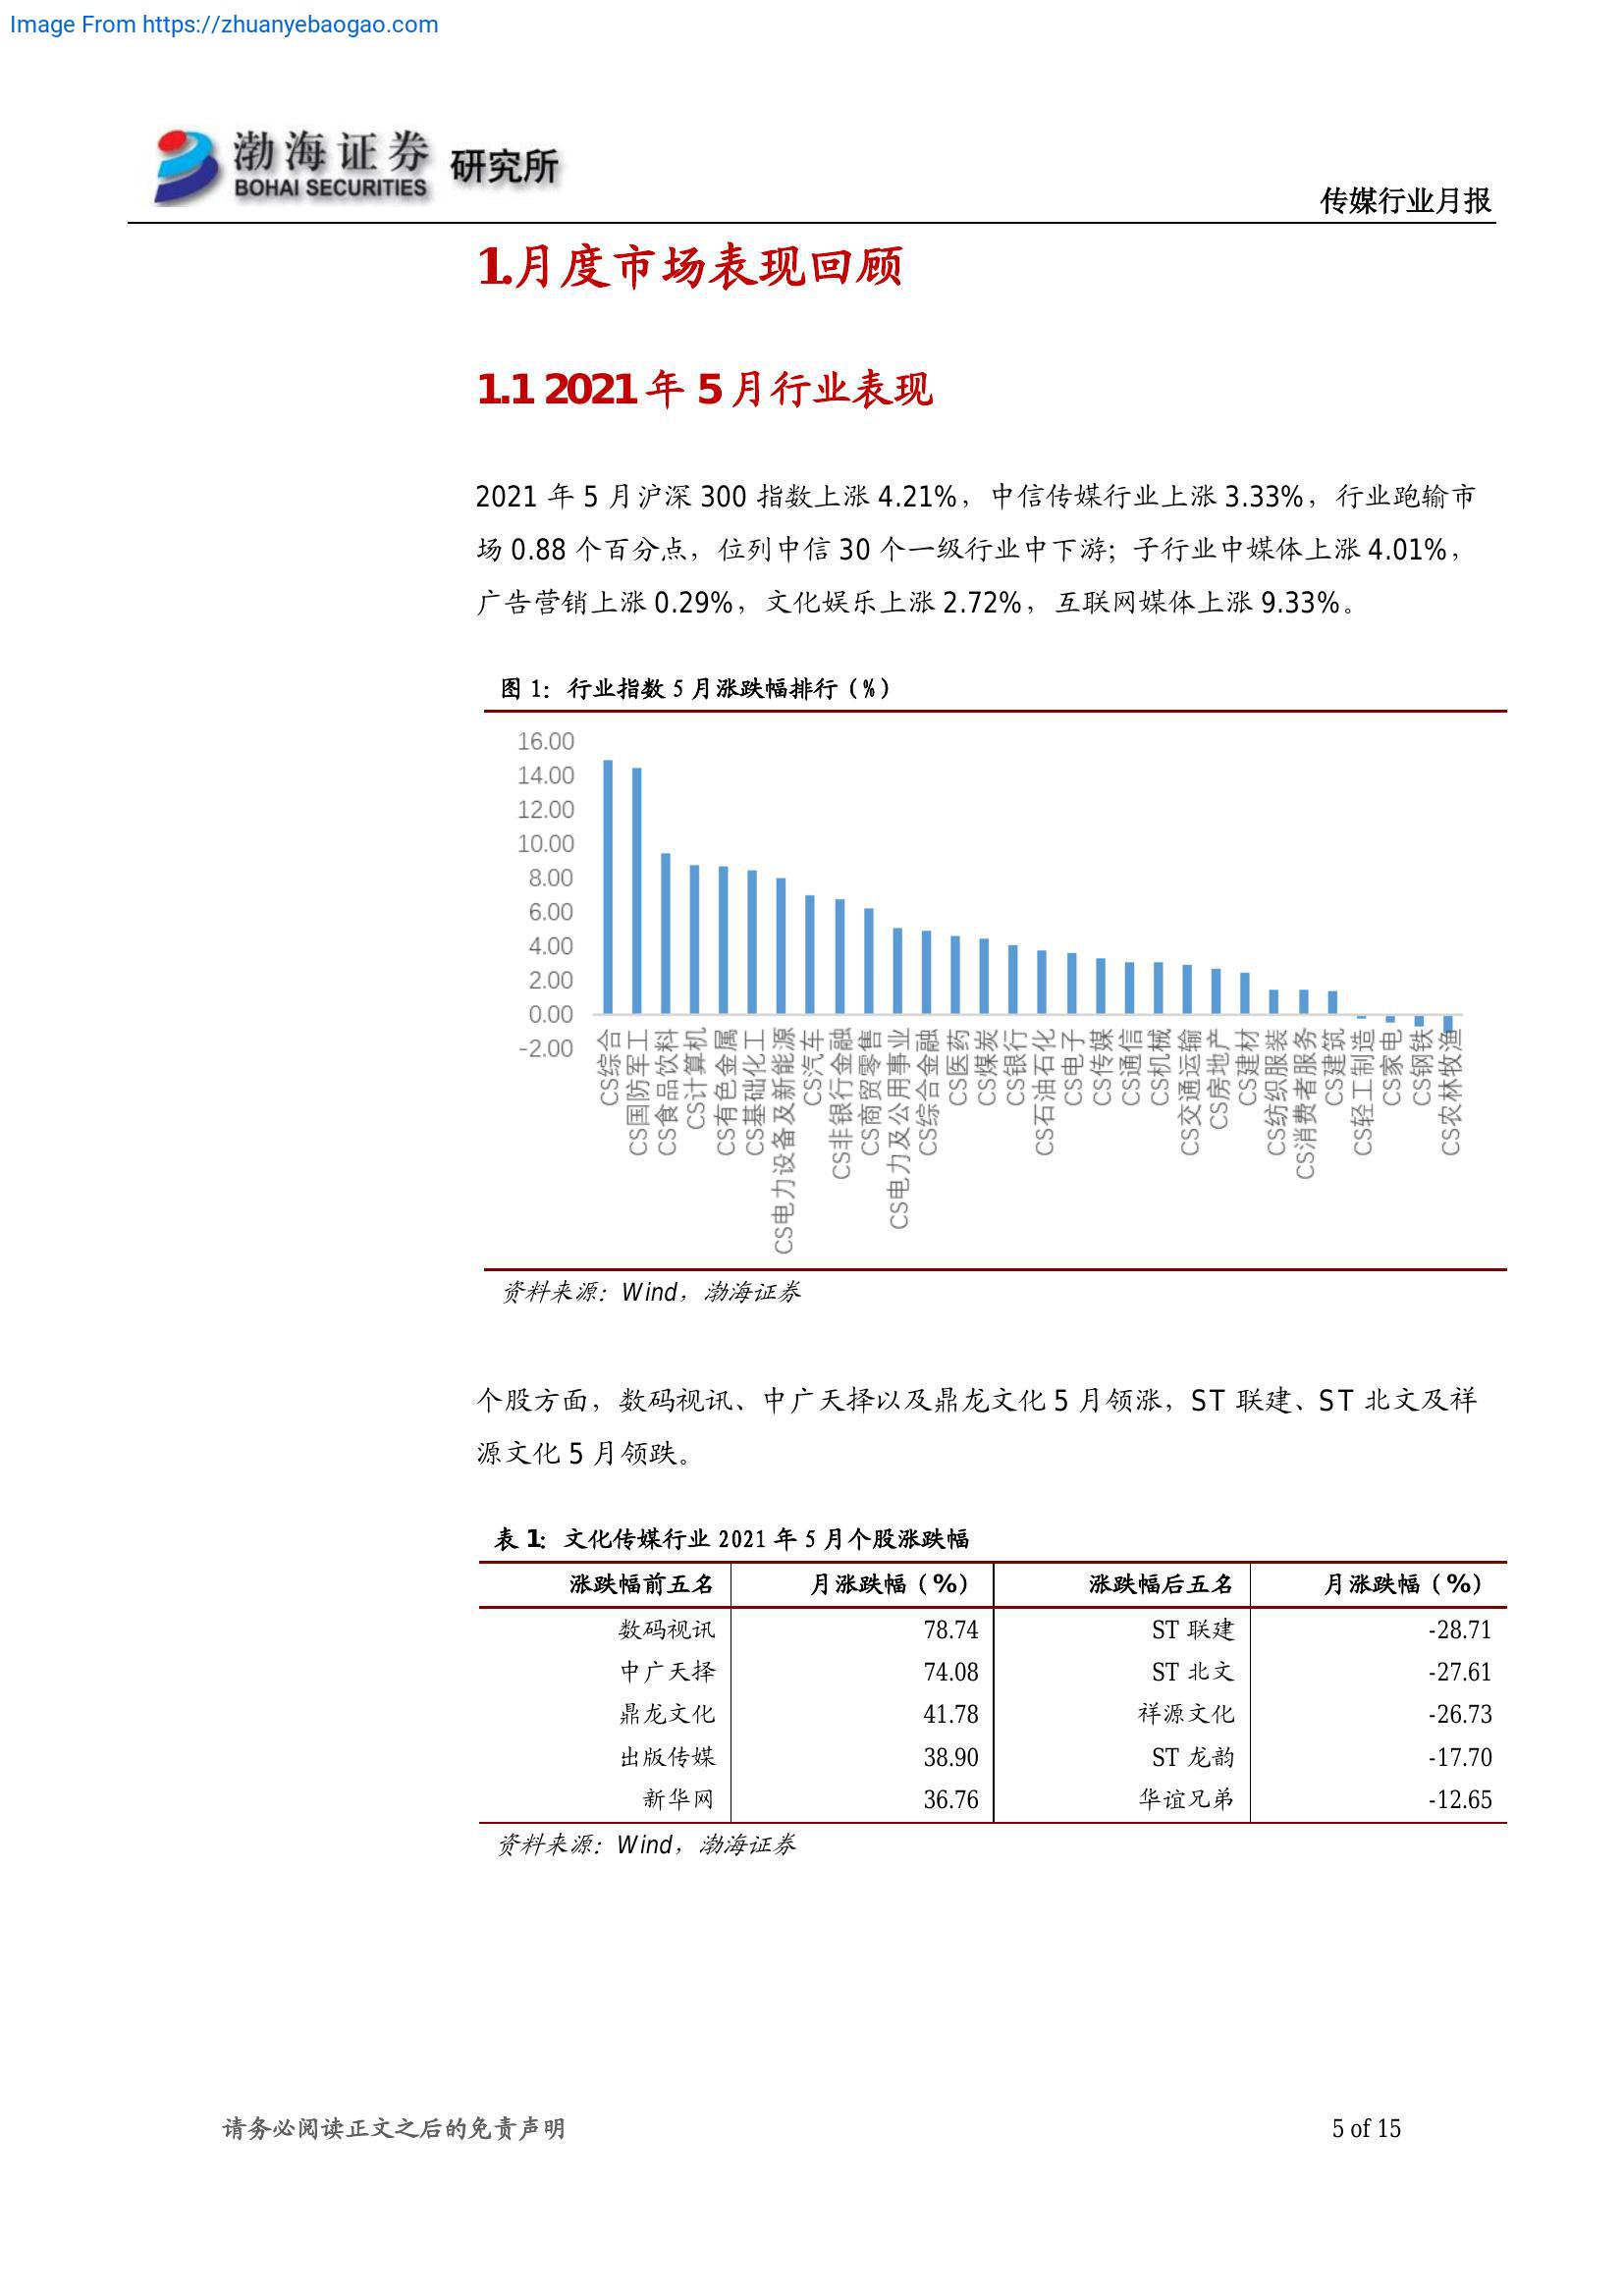 Image From https://zhuanyebaogao.com
渤海证券 研究所
BOHAI SECURITIES
传媒行业月报
1.月度市场表现回顾
1.1 2021 年 5 月行业表现
2021 年 5 月沪深 300 指数上涨 4.21%，中信传媒行业上涨 3.33%，行业跑输市
场 0.88 个百分点，位列中信 30 个一级行业中下游；子行业中媒体上涨 4.01%，
广告营销上涨 0.29%，文化娱乐上涨 2.72%，互联网媒体上涨 9.33%。
图 1：行业指数 5 月涨跌幅排行（%）
16.00
14.00
12.00
10.00
8.00
6.00
4.00
2.00
0.00
-2.00
CS综合
CS国防军工
CS食品饮料
CS计算机
CS有色金属
CS基础化工
CS电力设备及新能源
CS汽车
CS非银行金融
CS商贸零售
CS电力及公用事业
CS综合金融
CS医药
CS煤炭
CS银行
CS石油石化
CS电子
CS传媒
CS通信
CS机械
CS交通运输
CS房地产
CS建材
CS纺织服装
CS消费者服务
CS建筑
CS轻工制造
CS家电
CS钢铁
CS农林牧渔
资料来源：Wind，渤海证券
个股方面，数码视讯、中广天择以及鼎龙文化 5 月领涨，ST 联建、ST 北文及祥
源文化 5 月领跌。
表 1：文化传媒行业 2021 年 5 月个股涨跌幅
涨跌幅前五名 月涨跌幅（%） 涨跌幅后五名 月涨跌幅（%）
数码视讯 78.74 ST 联建 -28.71
中广天择 74.08 ST 北文 -27.61
鼎龙文化 41.78 祥源文化 -26.73
出版传媒 38.90 ST 龙韵 -17.70
新华网 36.76 华谊兄弟 -12.65
资料来源：Wind，渤海证券
请务必阅读正文之后的免责声明 5 of 15